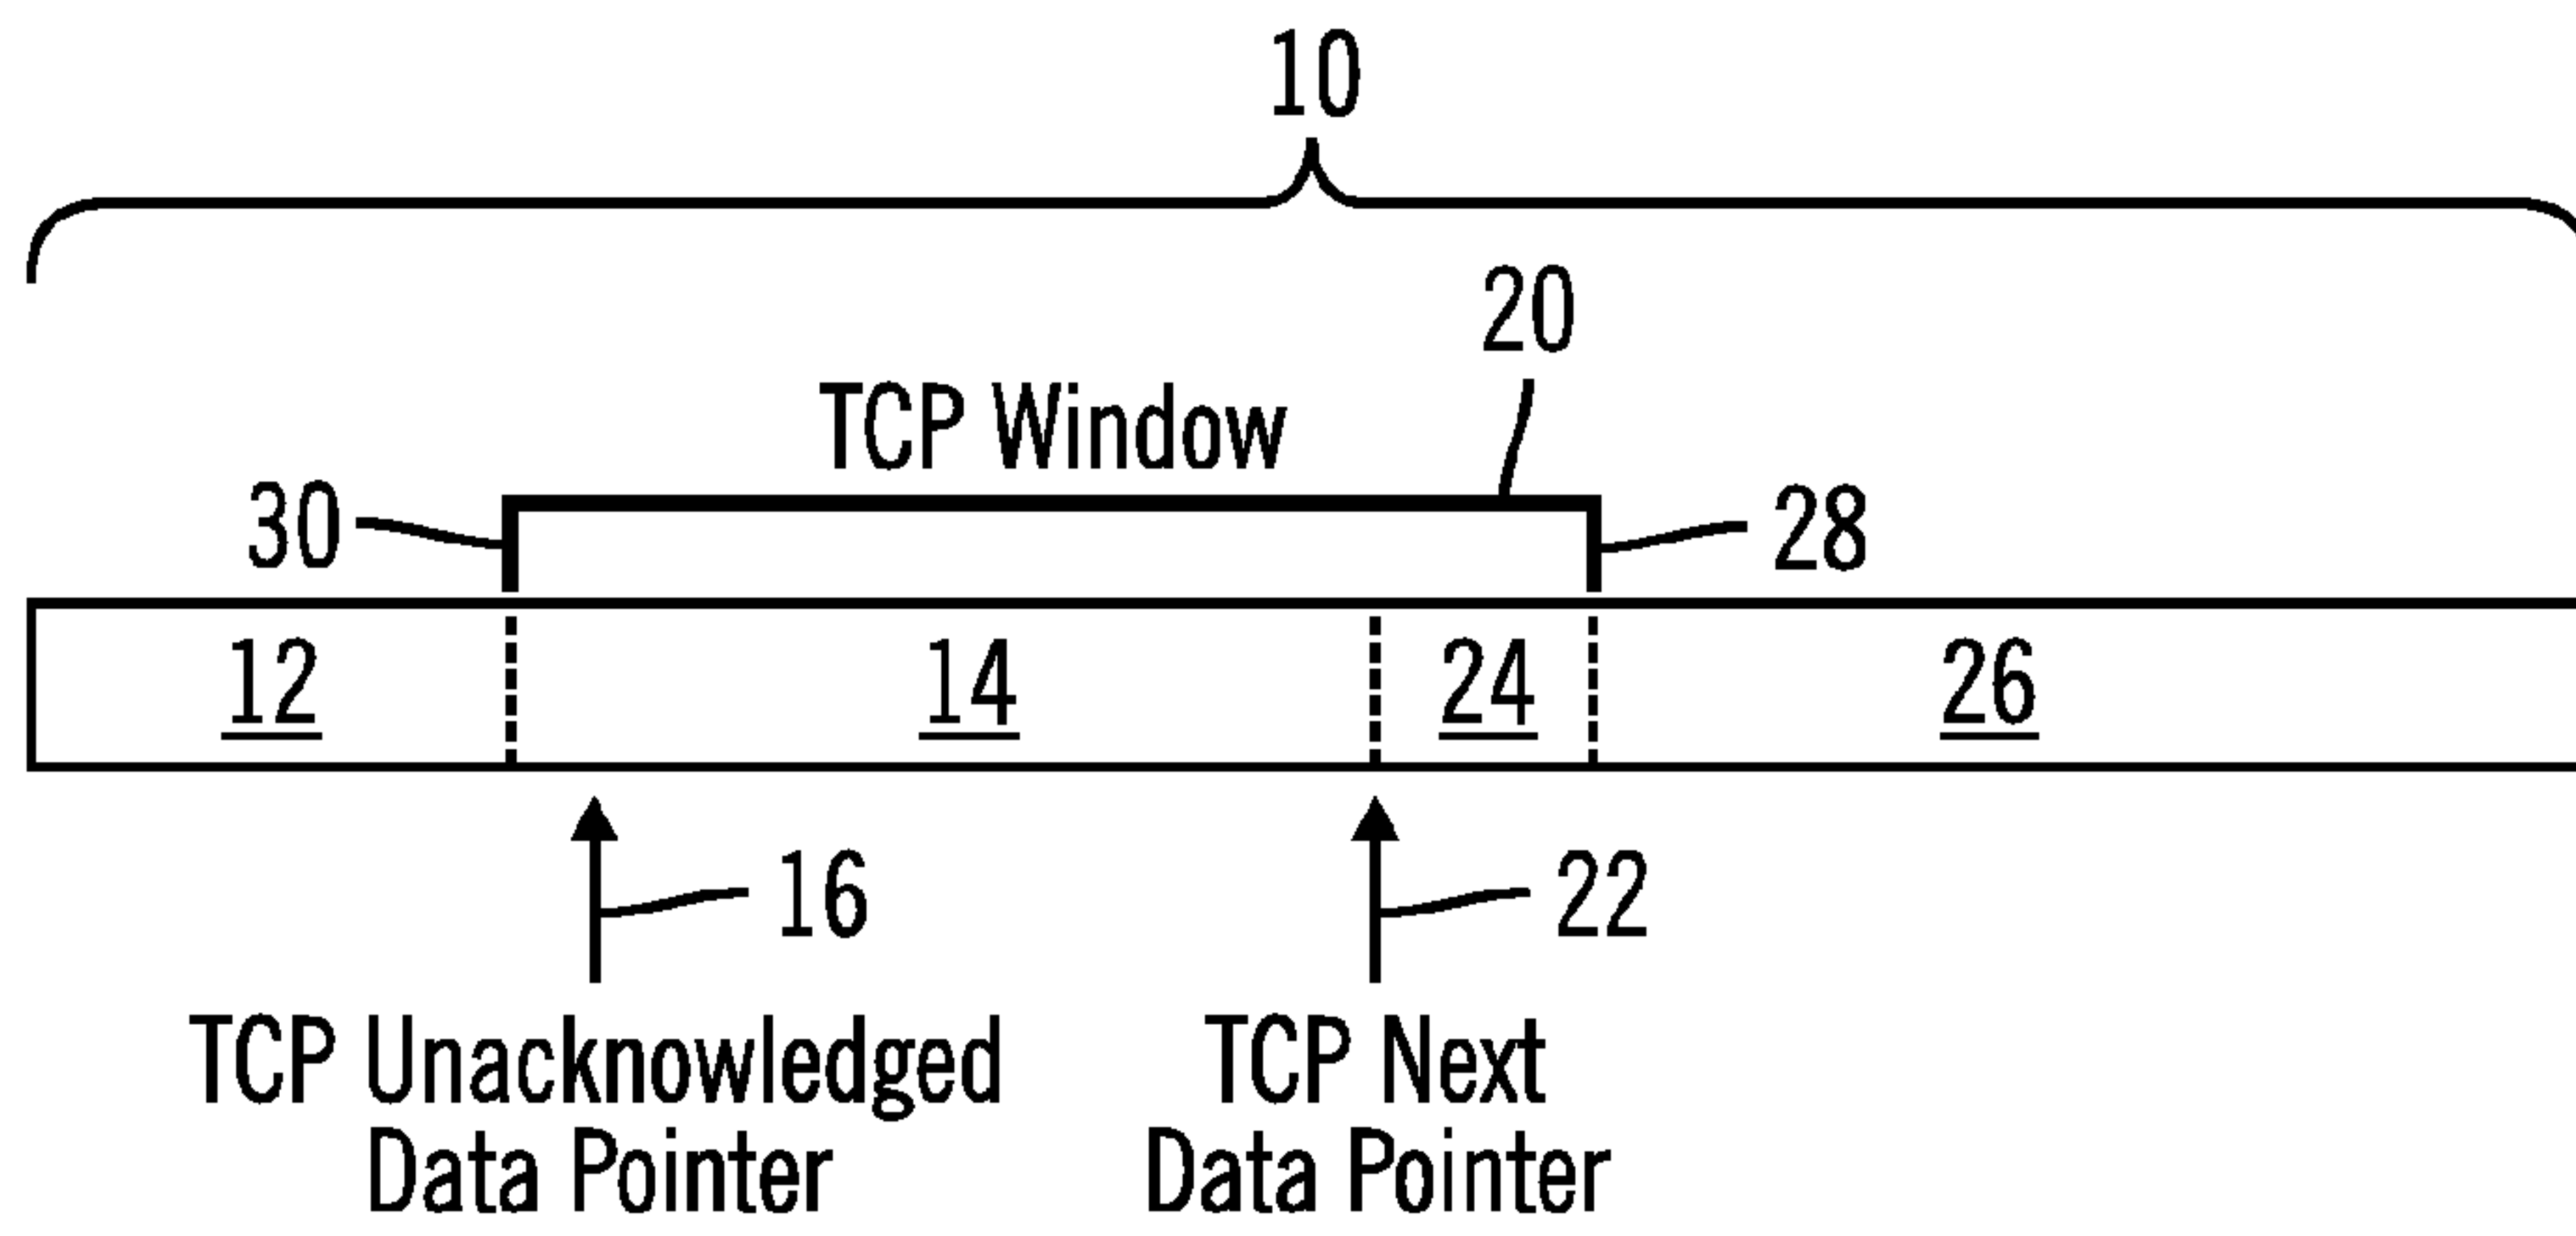 10
20
TCP Window
30
28
12 14 24 26
16
22
TCP Unacknowledged
Data Pointer
TCP Next
Data Pointer